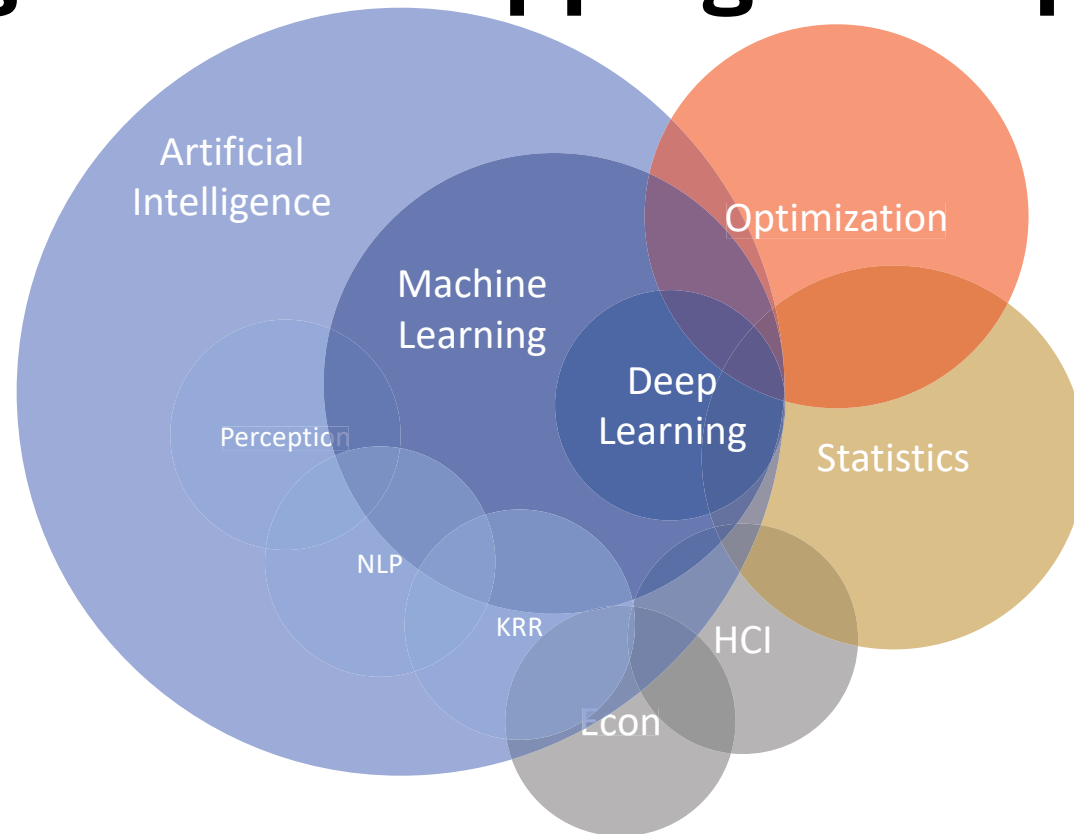 Artificial
Intelligence
Optimization
Machine
Learning
Deep
Learning
Perception
Statistics
NLP
KRR
HCI
Econ